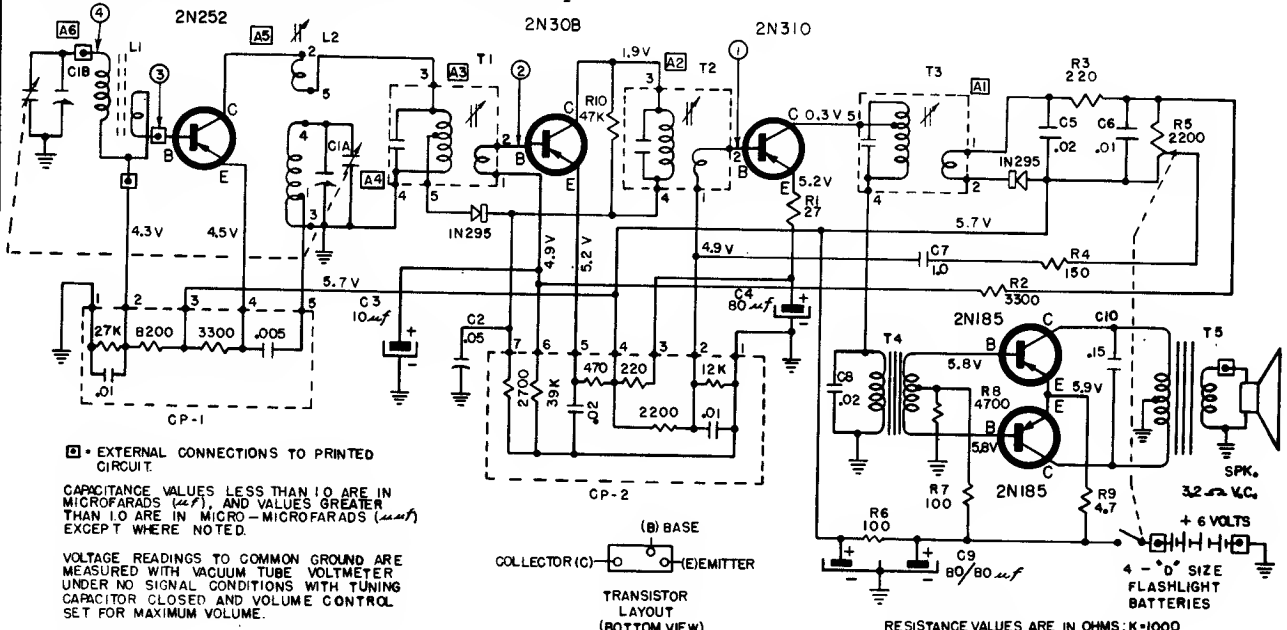 2N252
2N308
2N310
A6
4
C1B
L1
3
A5
2
L2
5
C
B
E
4
C1A
3
A4
T1
3
A3
2
1
4
5
2
B
C
E
1.9V
R10
47K
A2
3
T2
2
1
4
1
B
C
0.3V
5
E
5.2V
R1
27
T3
A1
1
2
4
R3
220
C5
.02
C6
.01
R5
2200
1N295
5.7V
1N295
4.3V
4.5V
4.9V
5.2V
4.9V
C7
1.0
R4
150
5.7V
R2
3300
C3
10µf
+
-
C4
80µf
+
-
C2
.05
1
2
3
4
5
27K
8200
3300
.005
.01
CP-1
7
6
5
4
3
2
1
2700
39K
470
220
12K
.02
2200
.01
CP-2
C8
.02
T4
5.8V
B
2N185
C
E
5.9V
E
B
5.8V
C
2N185
R8
4700
R7
100
R6
100
R9
4.7
C10
.15
T5
SPK.
3.2 Ω V.C.
+
-
+
-
C9
80/80 µf
+ 6 VOLTS
4 - "D" SIZE
FLASHLIGHT
BATTERIES
• EXTERNAL CONNECTIONS TO PRINTED
CIRCUIT.
CAPACITANCE VALUES LESS THAN 1.0 ARE IN
MICROFARADS (µf), AND VALUES GREATER
THAN 1.0 ARE IN MICRO-MICROFARADS (µµf)
EXCEPT WHERE NOTED.
VOLTAGE READINGS TO COMMON GROUND ARE
MEASURED WITH VACUUM TUBE VOLTMETER
UNDER NO SIGNAL CONDITIONS WITH TUNING
CAPACITOR CLOSED AND VOLUME CONTROL
SET FOR MAXIMUM VOLUME.
(B) BASE
COLLECTOR (C)
(E) EMITTER
TRANSISTOR
LAYOUT
(BOTTOM VIEW)
RESISTANCE VALUES ARE IN OHMS: K=1000